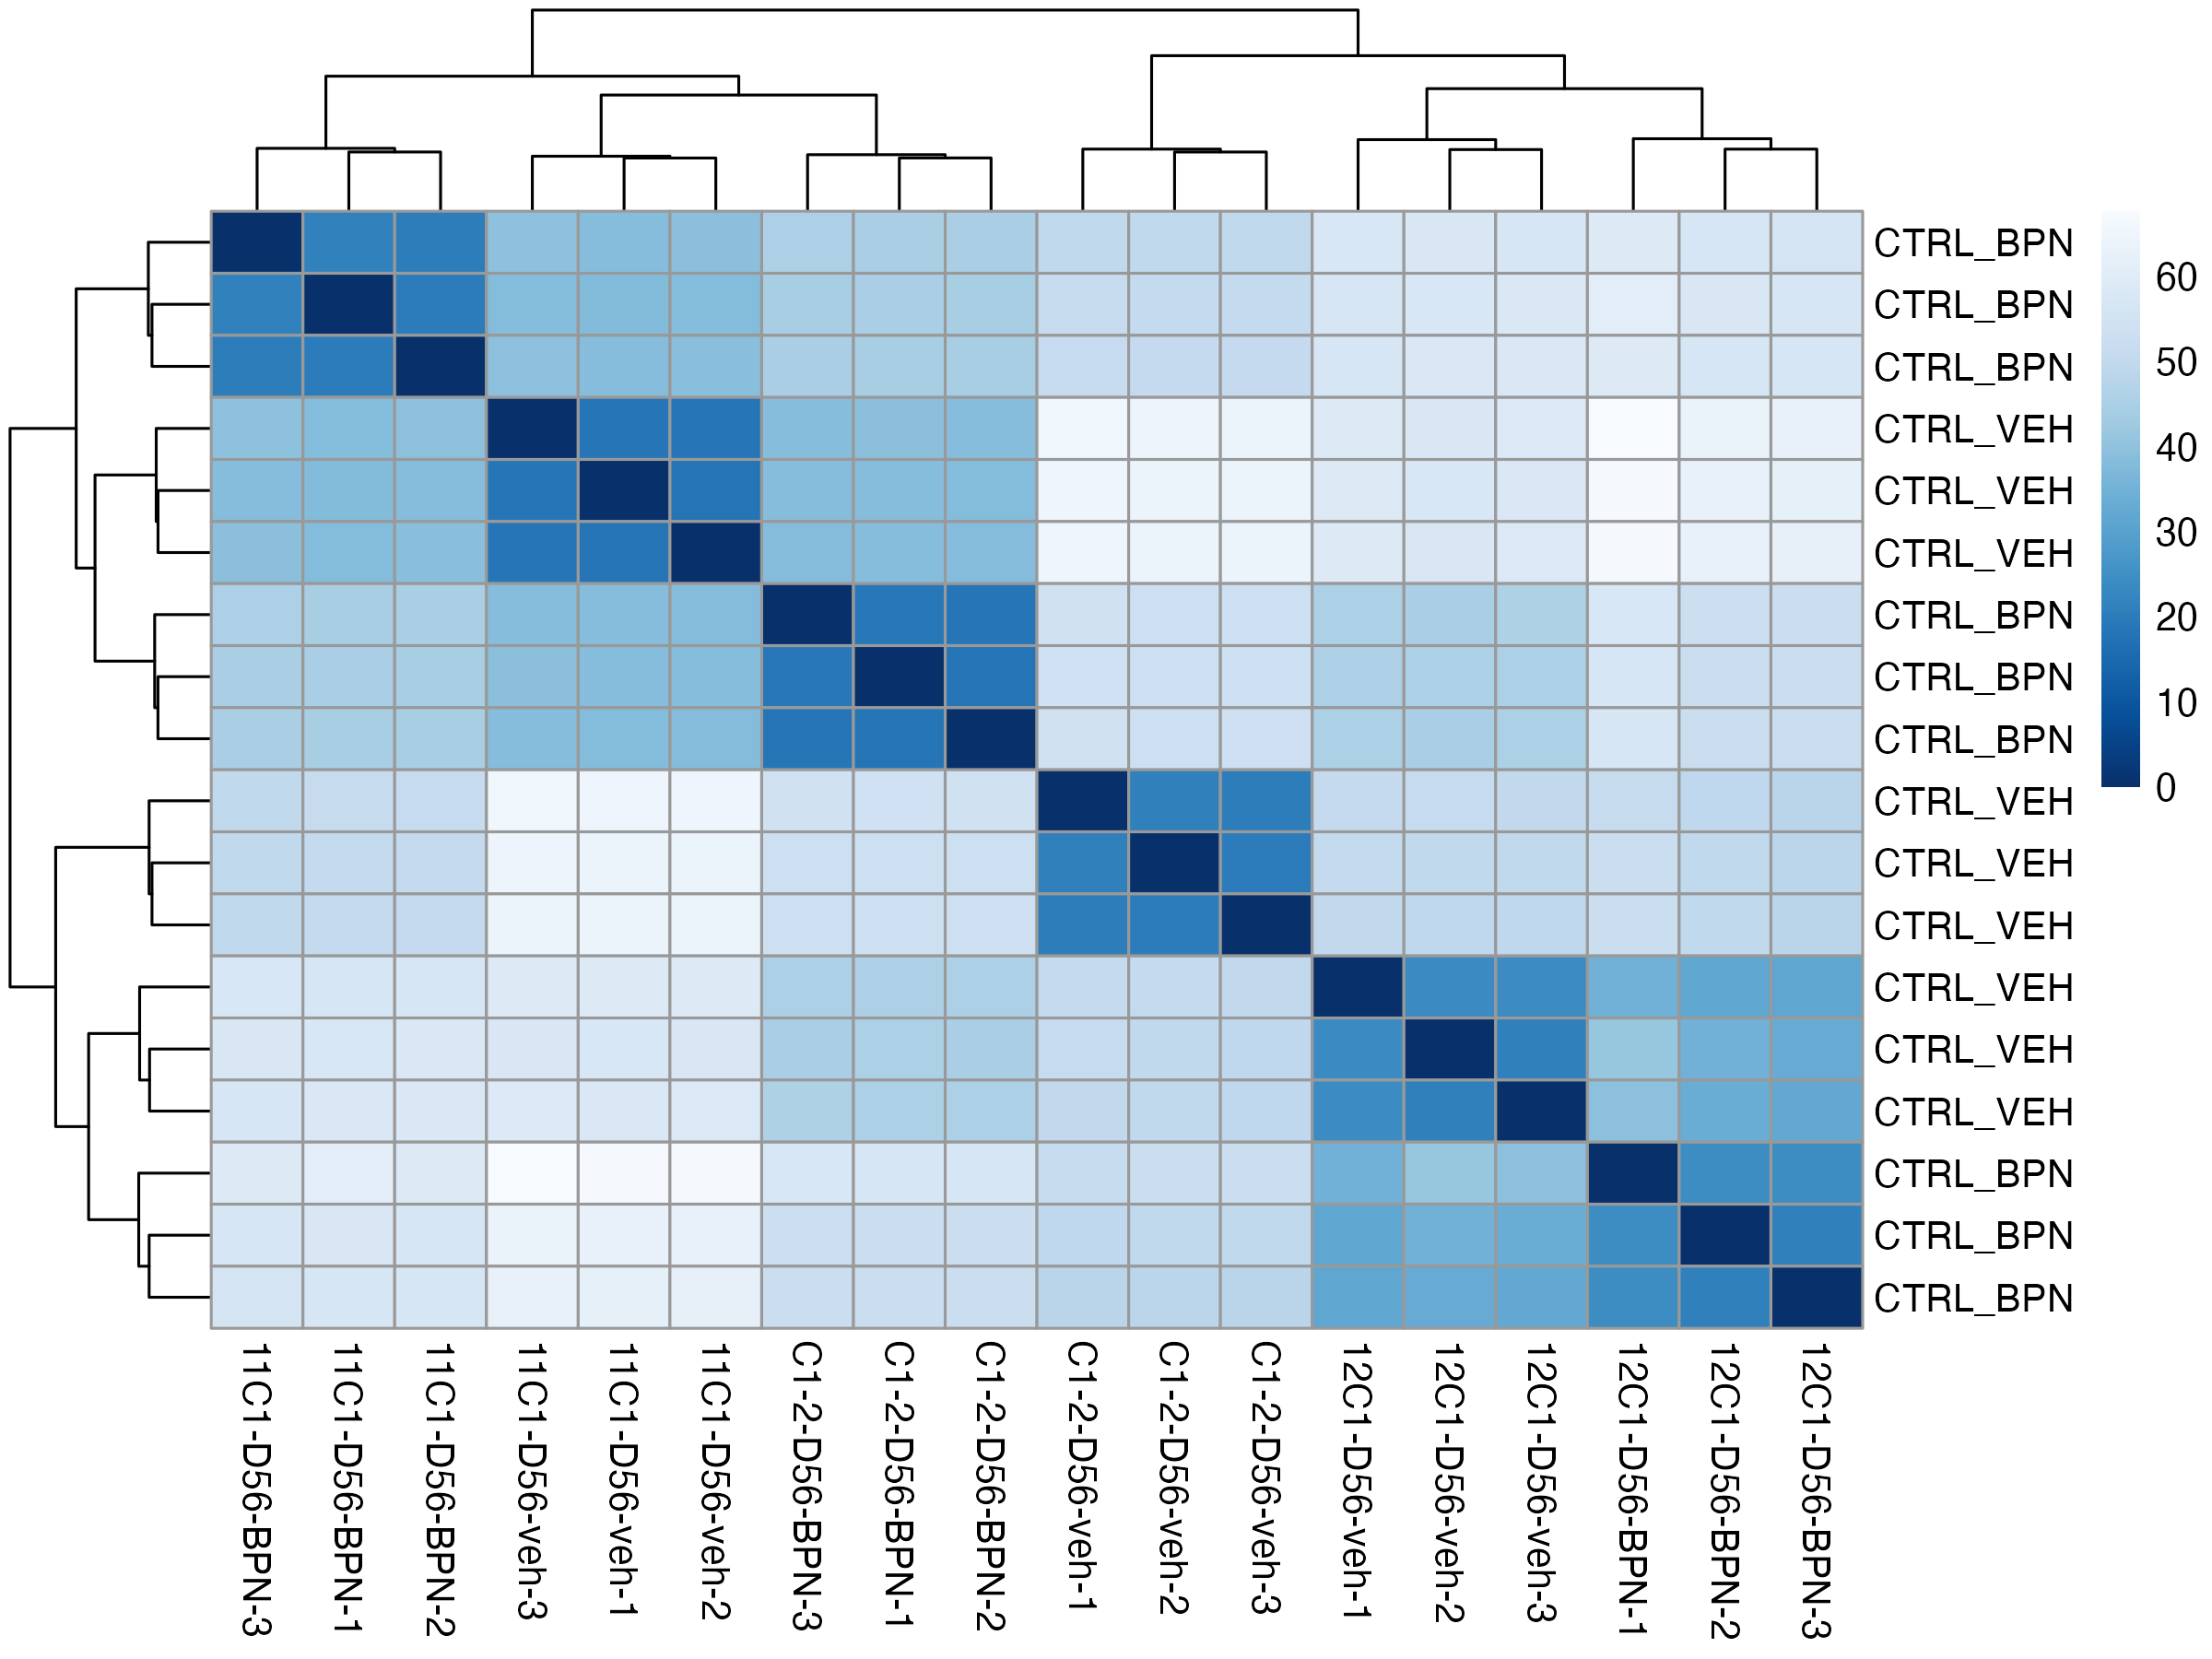 CTRL_BPN
CTRL_BPN
CTRL_BPN
CTRL_VEH
CTRL_VEH
CTRL_VEH
CTRL_BPN
CTRL_BPN
CTRL_BPN
CTRL_VEH
CTRL_VEH
CTRL_VEH
CTRL_VEH
CTRL_VEH
CTRL_VEH
CTRL_BPN
CTRL_BPN
CTRL_BPN
60
50
40
30
20
10
0
11C1-D56-BPN-3
11C1-D56-BPN-1
11C1-D56-BPN-2
11C1-D56-veh-3
11C1-D56-veh-1
11C1-D56-veh-2
C1-2-D56-BPN-3
C1-2-D56-BPN-1
C1-2-D56-BPN-2
C1-2-D56-veh-1
C1-2-D56-veh-2
C1-2-D56-veh-3
12C1-D56-veh-1
12C1-D56-veh-2
12C1-D56-veh-3
12C1-D56-BPN-1
12C1-D56-BPN-2
12C1-D56-BPN-3